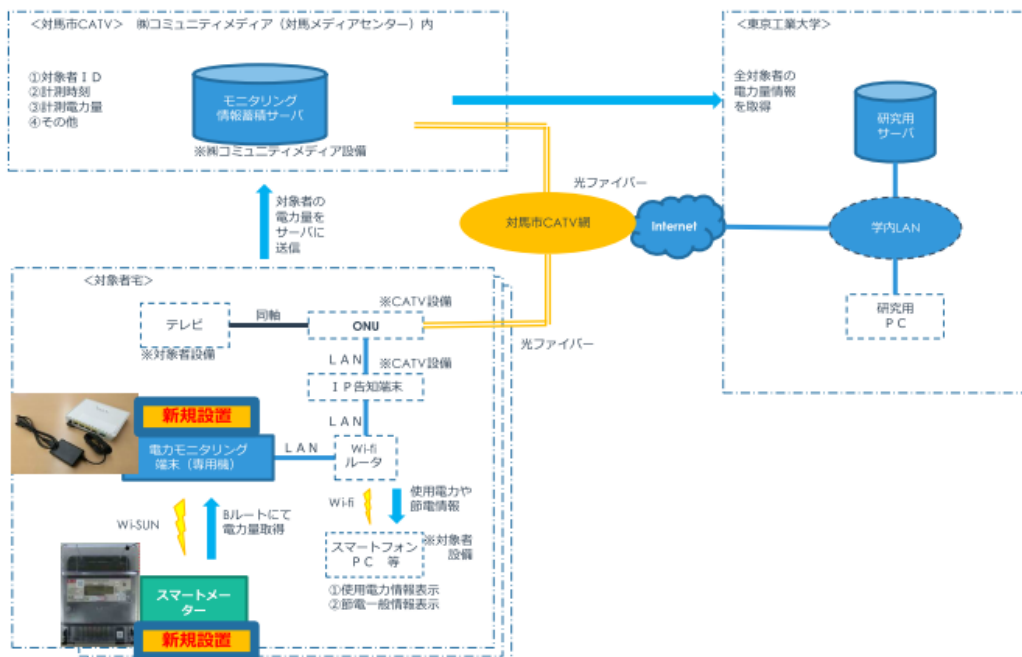 ＜対馬市CATV＞ ㈱コミュニティメディア（対馬メディアセンター）内
①対象者ＩＤ
②計測時刻
③計測電力量
④その他
モニタリング
情報蓄積サーバ
※㈱コミュニティメディア設備
＜東京工業大学＞
全対象者の
電力量情報
を取得
研究用
サーバ
学内LAN
研究用
ＰＣ
光ファイバー
対馬市CATV網
Internet
光ファイバー
対象者の
電力量を
サーバに
送信
＜対象者宅＞
テレビ
※対象者設備
同軸
※CATV設備
ONU
ＬＡＮ
※CATV設備
ＩＰ告知端末
ＬＡＮ
新規設置
電力モニタリング
端末（専用機）
ＬＡＮ
Wi-fi
ルータ
Wi-SUN
Bルートにて
電力量取得
Wi-fi
使用電力や
節電情報
スマートフォン
ＰＣ 等
※対象者
設備
①使用電力情報表示
②節電一般情報表示
スマートメー
ター
新規設置